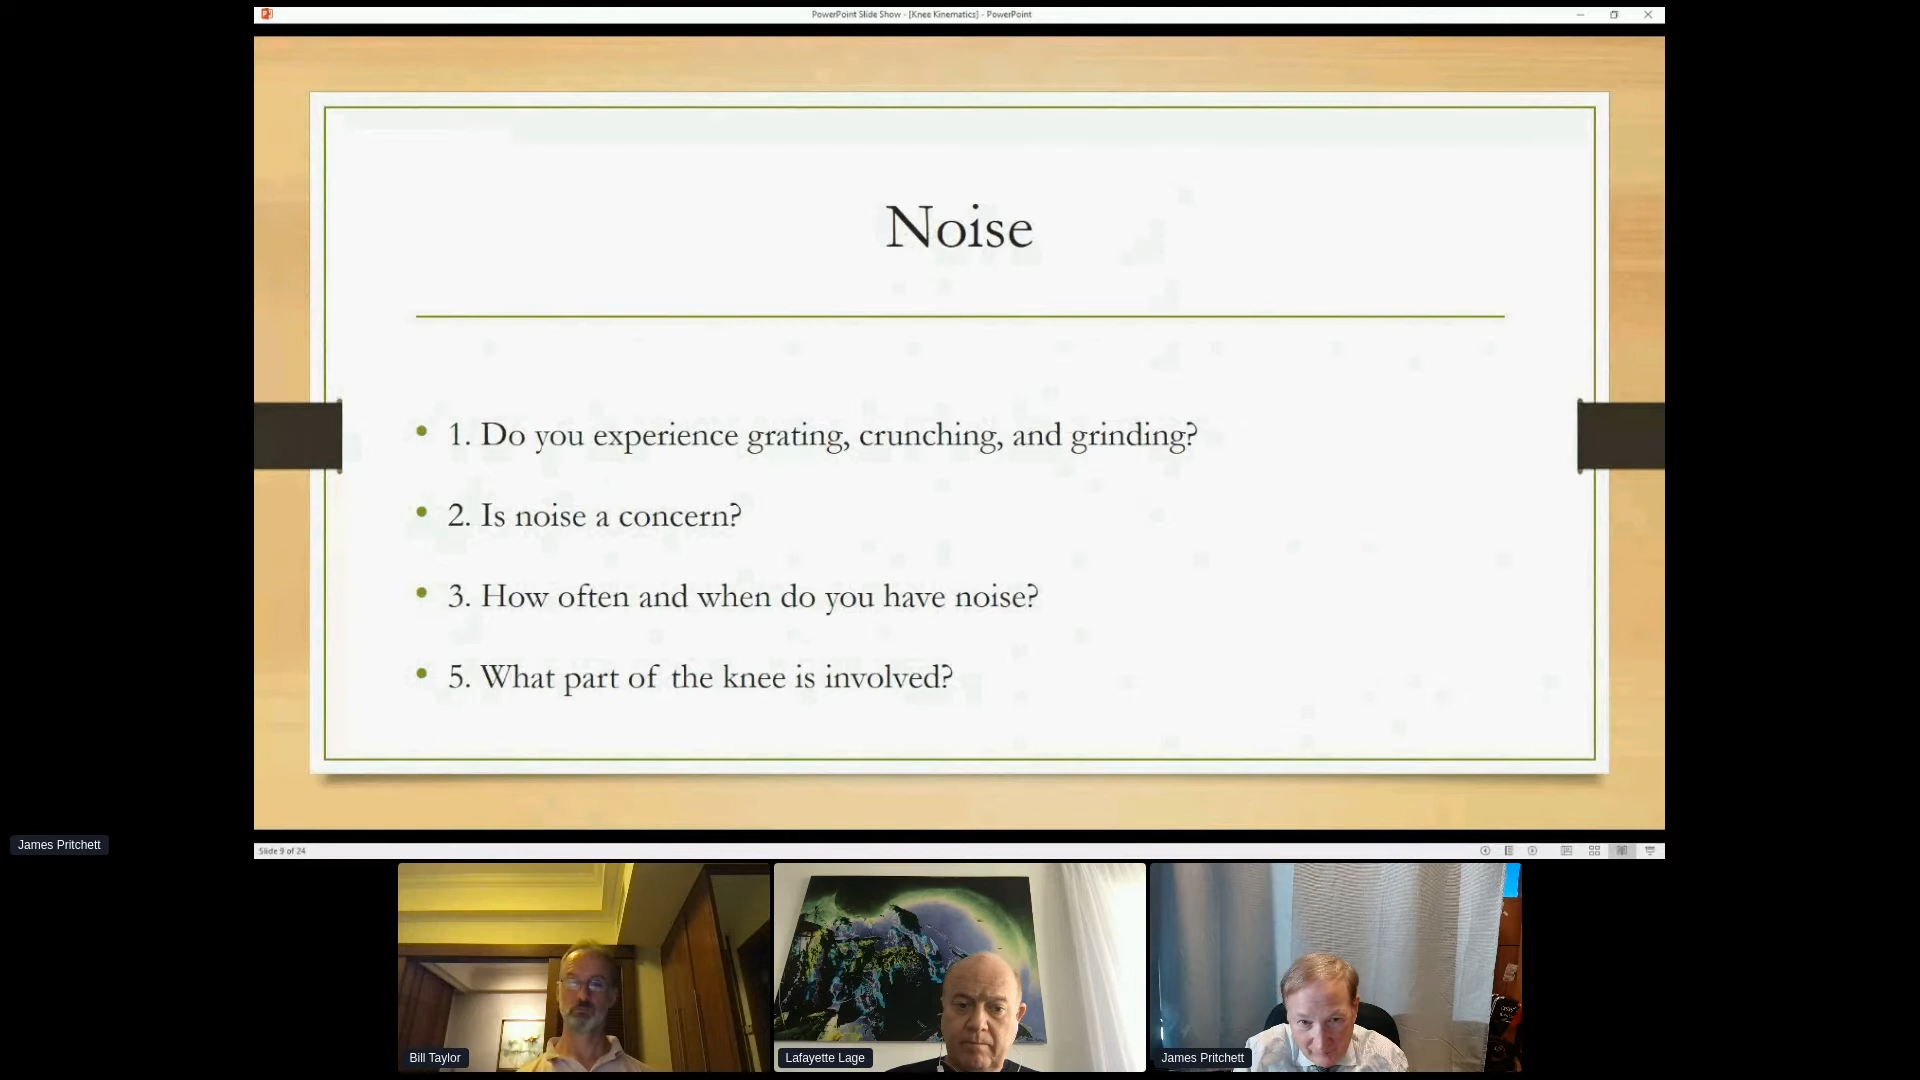 PowerPoint Slide Show - [Knee Kinematics] - PowerPoint
Noise
• 1. Do you experience grating, crunching, and grinding?
• 2. Is noise a concern?
• 3. How often and when do you have noise?
• 5. What part of the knee is involved?
James Pritchett
Slide 9 of 24
Bill Taylor
Lafayette Lage
James Pritchett